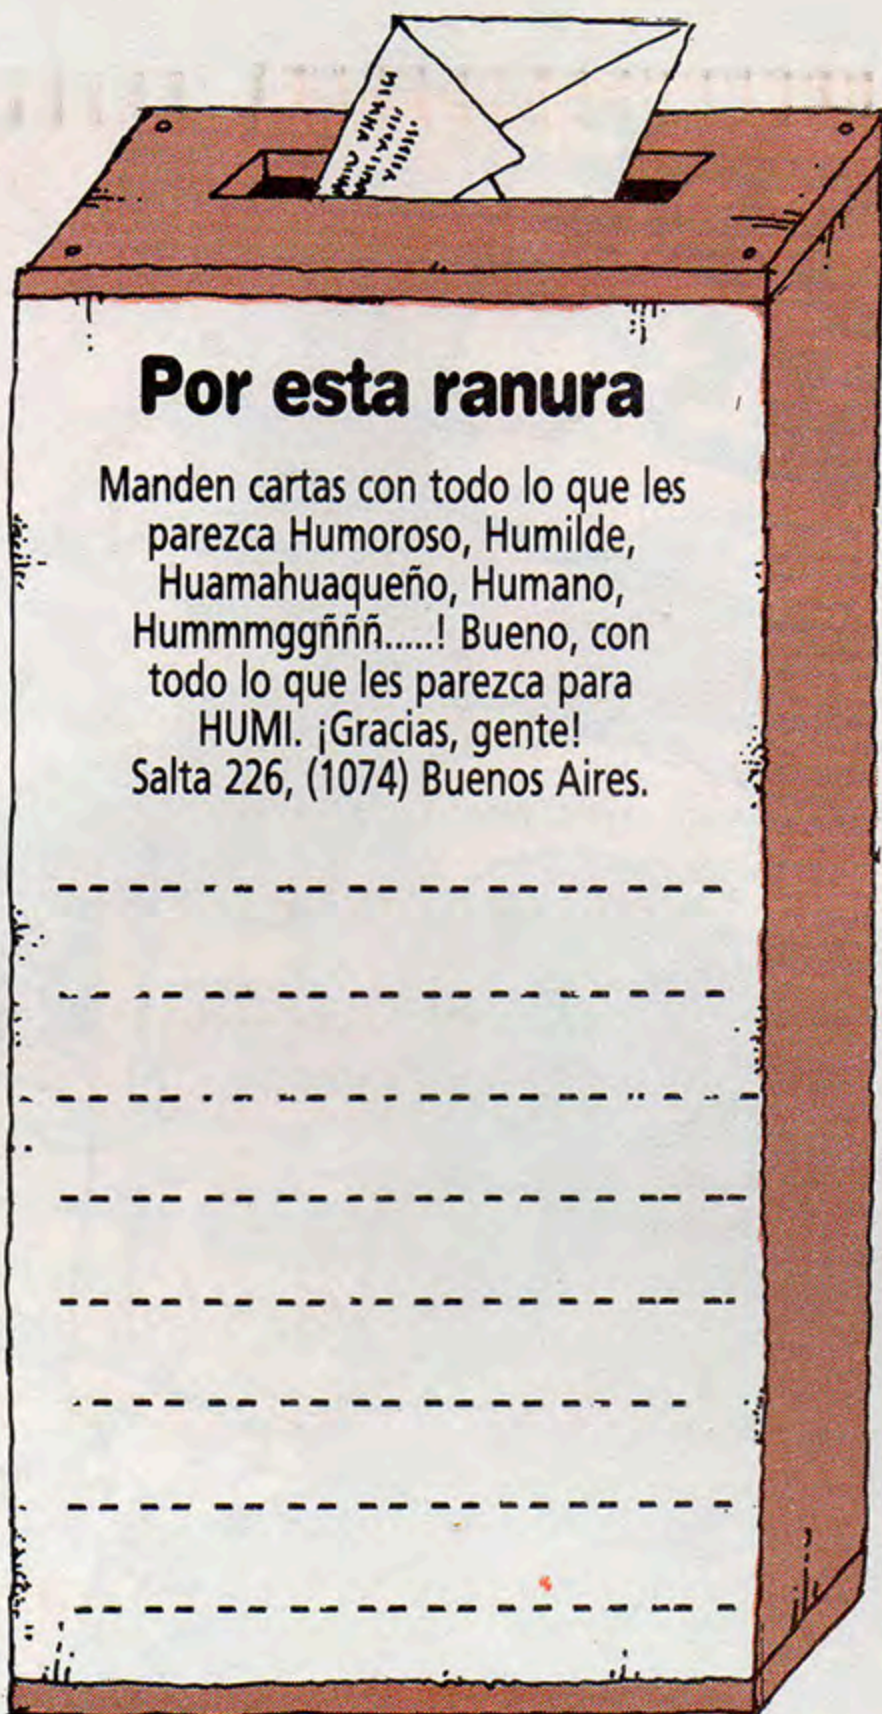 Por esta ranura
Manden cartas con todo lo que les
parezca Humoroso, Humilde,
Huamahuaqueño, Humano,
Hummmggñññ.....! Bueno, con
todo lo que les parezca para
HUMI. ¡Gracias, gente!
Salta 226, (1074) Buenos Aires.